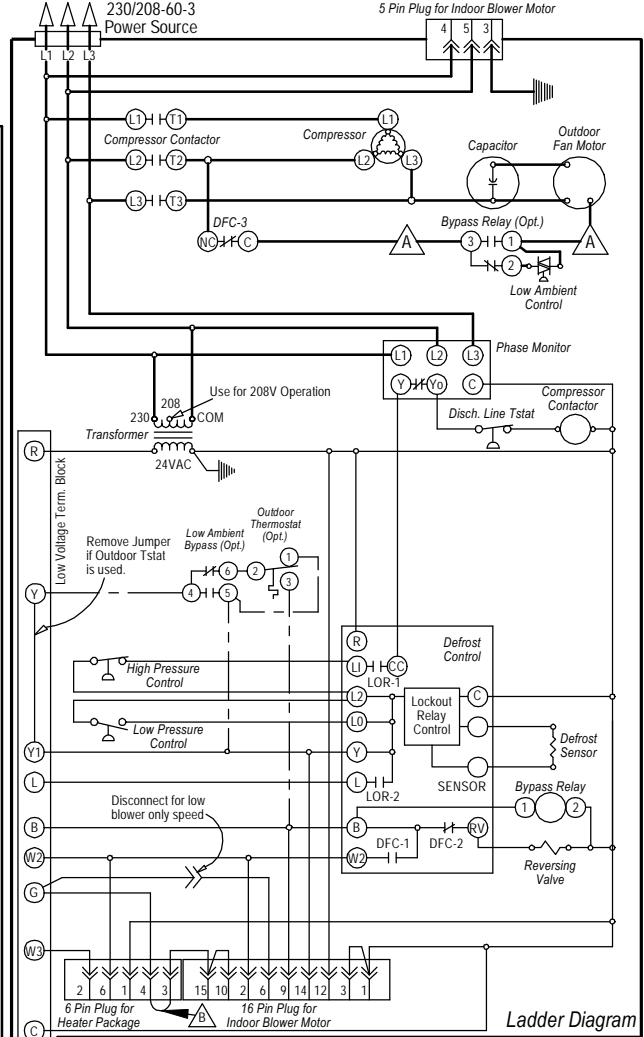 230/208-60-3
Power Source
5 Pin Plug for Indoor Blower Motor
4 5 3
L1 L2 L3
L1 T1
L1
Compressor Contactor
Compressor
Capacitor
Outdoor
Fan Motor
L2 T2
L2 L3
L3 T3
DFC-3
Bypass Relay (Opt.)
NC C
A
3 1
A
2
Low Ambient
Control
L1 L2 L3
Phase Monitor
Y Yo C
Use for 208V Operation
208
230 COM
Transformer
24VAC
Disch. Line Tstat
Compressor
Contactor
R
Low Voltage Term. Block
Remove Jumper
if Outdoor Tstat
is used.
Low Ambient
Bypass (Opt.)
Outdoor
Thermostat
(Opt.)
1
6 2
3
Y
4 5
R
Defrost
Control
High Pressure
Control
LI CC
LOR-1
L2
Lockout
Relay
Control
C
Low Pressure
Control
L0
Y1
Y
Defrost
Sensor
SENSOR
L
L
LOR-2
Disconnect for low
blower only speed
Bypass Relay
1 2
B
B
DFC-1 DFC-2
RV
W2
W2
Reversing
Valve
G
W3
2 6 1 4 3 15 10 2 6 9 14 12 3 1
6 Pin Plug for
Heater Package
B
16 Pin Plug for
Indoor Blower Motor
C
Ladder Diagram